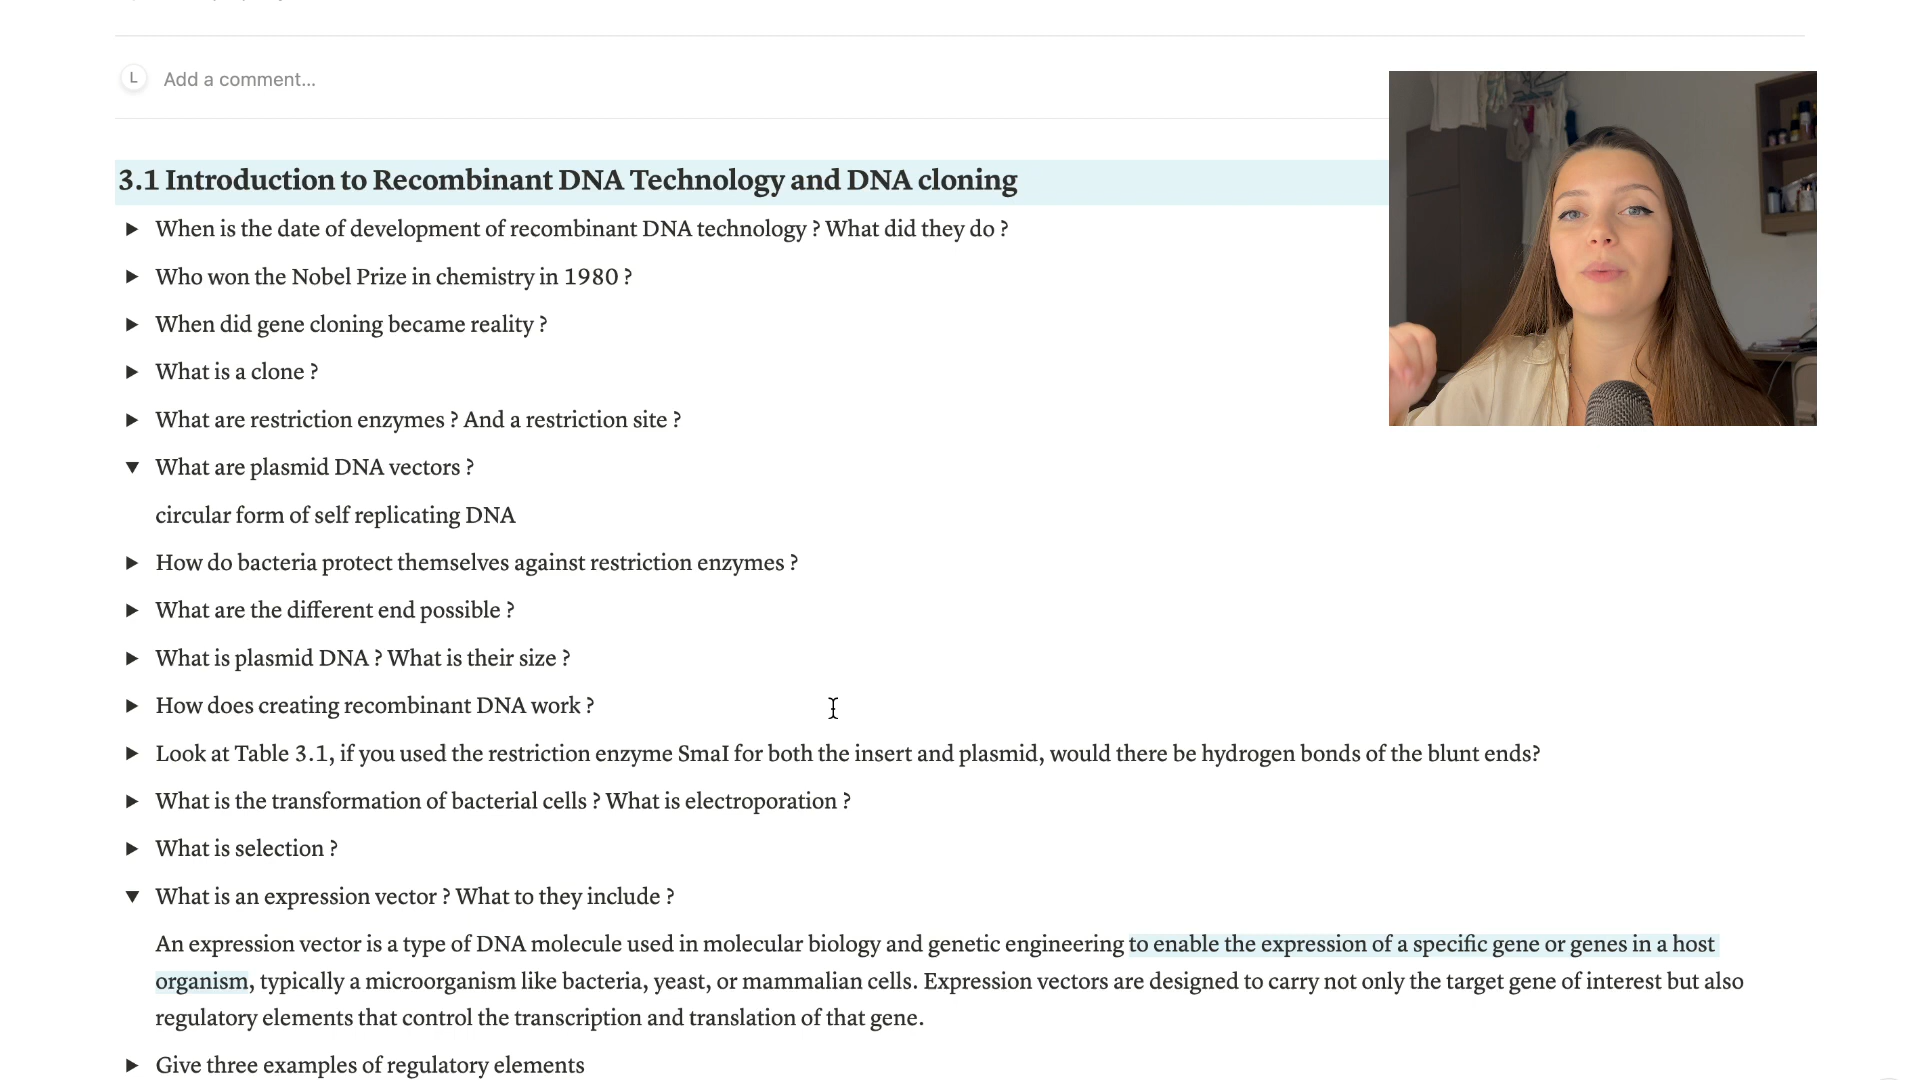 L Add a comment...
3.1 Introduction to Recombinant DNA Technology and DNA cloning
When is the date of development of recombinant DNA technology ? What did they do ?
Who won the Nobel Prize in chemistry in 1980 ?
When did gene cloning became reality ?
What is a clone ?
What are restriction enzymes ? And a restriction site ?
What are plasmid DNA vectors ?
circular form of self replicating DNA
How do bacteria protect themselves against restriction enzymes ?
What are the different end possible ?
What is plasmid DNA ? What is their size ?
How does creating recombinant DNA work ?
Look at Table 3.1, if you used the restriction enzyme SmaI for both the insert and plasmid, would there be hydrogen bonds of the blunt ends?
What is the transformation of bacterial cells ? What is electroporation ?
What is selection ?
What is an expression vector ? What to they include ?
An expression vector is a type of DNA molecule used in molecular biology and genetic engineering to enable the expression of a specific gene or genes in a host
organism, typically a microorganism like bacteria, yeast, or mammalian cells. Expression vectors are designed to carry not only the target gene of interest but also
regulatory elements that control the transcription and translation of that gene.
Give three examples of regulatory elements